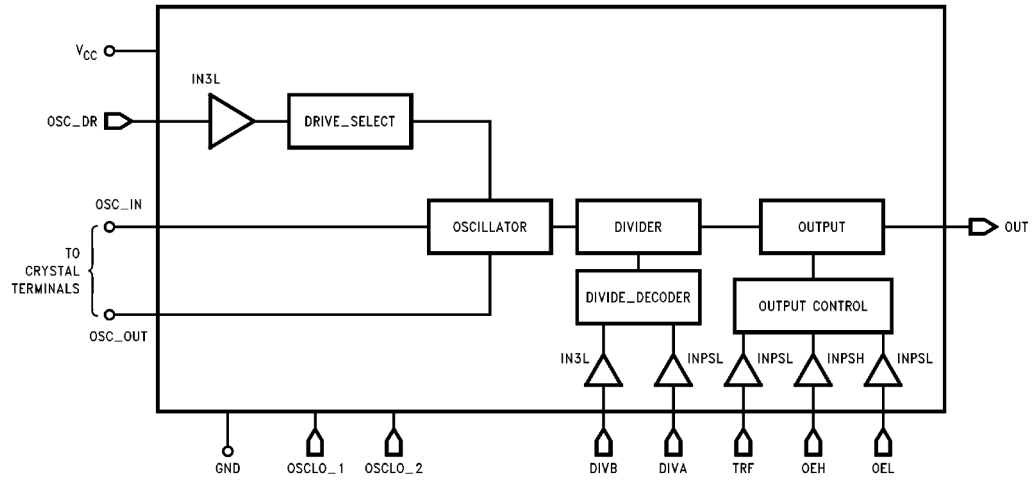 VCC
IN3L
OSC_DR
DRIVE_SELECT
OSC_IN
OSCILLATOR
DIVIDER
OUTPUT
OUT
TO
CRYSTAL
TERMINALS
DIVIDE_DECODER
OUTPUT CONTROL
OSC_OUT
IN3L
INPSL
INPSL
INPSH
INPSL
GND
OSCLO_1
OSCLO_2
DIVB
DIVA
TRF
OEH
OEL